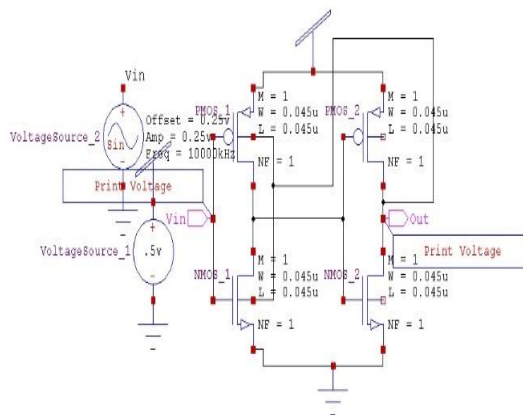 Vin
VoltageSource_2
Sin
Offset = 0.25v
Amp = 0.25v
Freq = 10000kHz
Print Voltage
VoltageSource_1
.5v
Vin
PMOS_1
M = 1
W = 0.045u
L = 0.045u
NF = 1
PMOS_2
M = 1
W = 0.045u
L = 0.045u
NF = 1
Out
Print Voltage
NMOS_1
M = 1
W = 0.045u
L = 0.045u
NF = 1
NMOS_2
M = 1
W = 0.045u
L = 0.045u
NF = 1